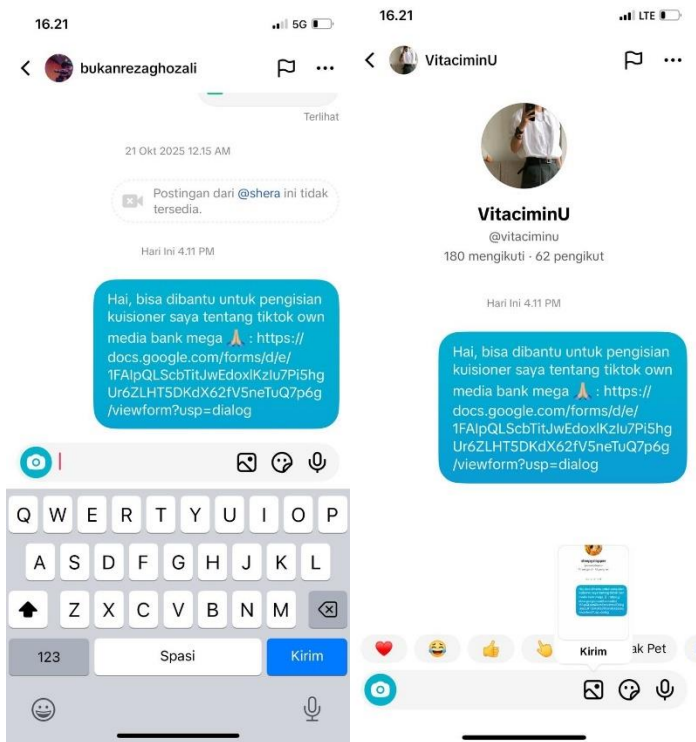 16.21
5G
bukanrezaghozali
Terlihat
21 Okt 2025 12.15 AM
Postingan dari @shera ini tidak
tersedia.
Hari Ini 4.11 PM
Hai, bisa dibantu untuk pengisian
kuisioner saya tentang tiktok own
media bank mega 🙏🏼 : https://
docs.google.com/forms/d/e/
1FAIpQLScbTitJwEdoxlKzlu7Pi5hg
Ur6ZLHT5DKdX62fV5neTuQ7p6g
/viewform?usp=dialog
Q W E R T Y U I O P
A S D F G H J K L
Z X C V B N M
123 Spasi Kirim
16.21
LTE
VitaciminU
VitaciminU
@vitaciminu
180 mengikuti · 62 pengikut
Hari Ini 4.11 PM
Hai, bisa dibantu untuk pengisian
kuisioner saya tentang tiktok own
media bank mega 🙏🏼 : https://
docs.google.com/forms/d/e/
1FAIpQLScbTitJwEdoxlKzlu7Pi5hg
Ur6ZLHT5DKdX62fV5neTuQ7p6g
/viewform?usp=dialog
Kirim
ak Pet